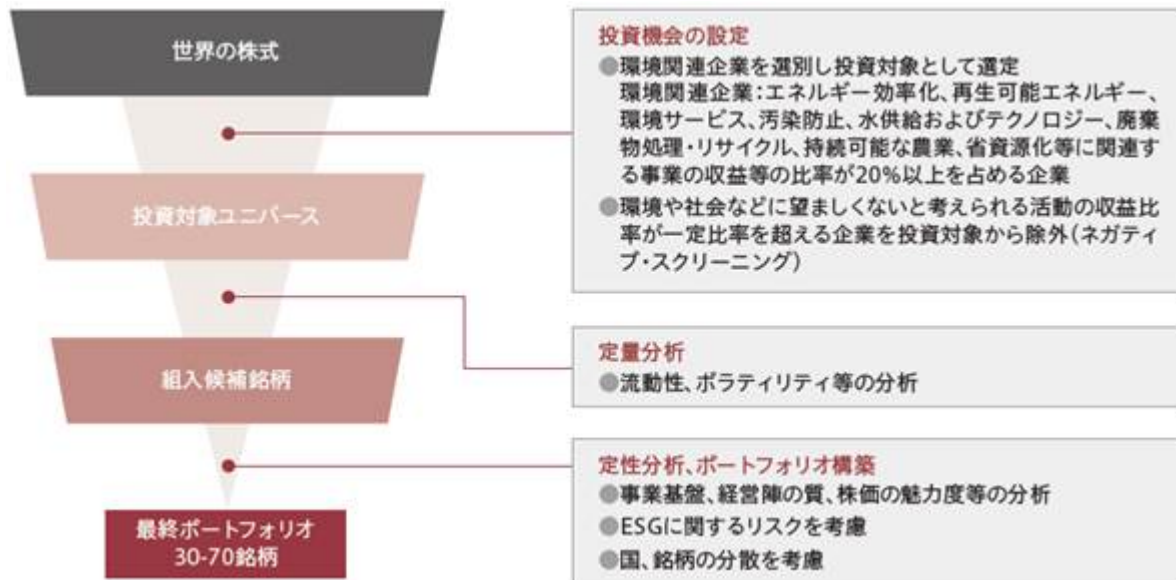 世界の株式
投資対象ユニバース
組入候補銘柄
最終ポートフォリオ
30-70銘柄
投資機会の設定
●環境関連企業を選別し投資対象として選定
環境関連企業：エネルギー効率化、再生可能エネルギー、
環境サービス、汚染防止、水供給およびテクノロジー、廃棄
物処理・リサイクル、持続可能な農業、省資源化等に関連す
る事業の収益等の比率が20%以上を占める企業
●環境や社会などに望ましくないと考えられる活動の収益比
率が一定比率を超える企業を投資対象から除外（ネガティ
ブ・スクリーニング）
定量分析
●流動性、ボラティリティ等の分析
定性分析、ポートフォリオ構築
●事業基盤、経営陣の質、株価の魅力度等の分析
●ESGに関するリスクを考慮
●国、銘柄の分散を考慮